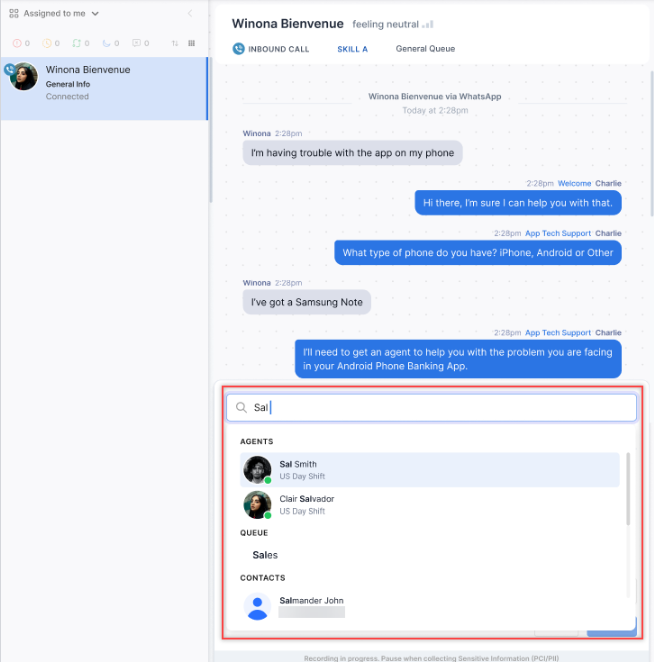 Assigned to me
0 0 0 0 0
Winona Bienvenue
General Info
Connected
Winona Bienvenue feeling neutral
INBOUND CALL SKILL A General Queue
Winona Bienvenue via WhatsApp
Today at 2:28pm
Winona 2:28pm
I'm having trouble with the app on my phone
2:28pm Welcome Charlie
Hi there, I'm sure I can help you with that.
2:28pm App Tech Support Charlie
What type of phone do you have? iPhone, Android or Other
Winona 2:28pm
I've got a Samsung Note
2:28pm App Tech Support Charlie
I'll need to get an agent to help you with the problem you are facing
in your Android Phone Banking App.
Sal
AGENTS
Sal Smith
US Day Shift
Clair Salvador
US Day Shift
QUEUE
Sales
CONTACTS
Salmander John
Recording in progress. Pause when collecting Sensitive Information (PCI/PII)